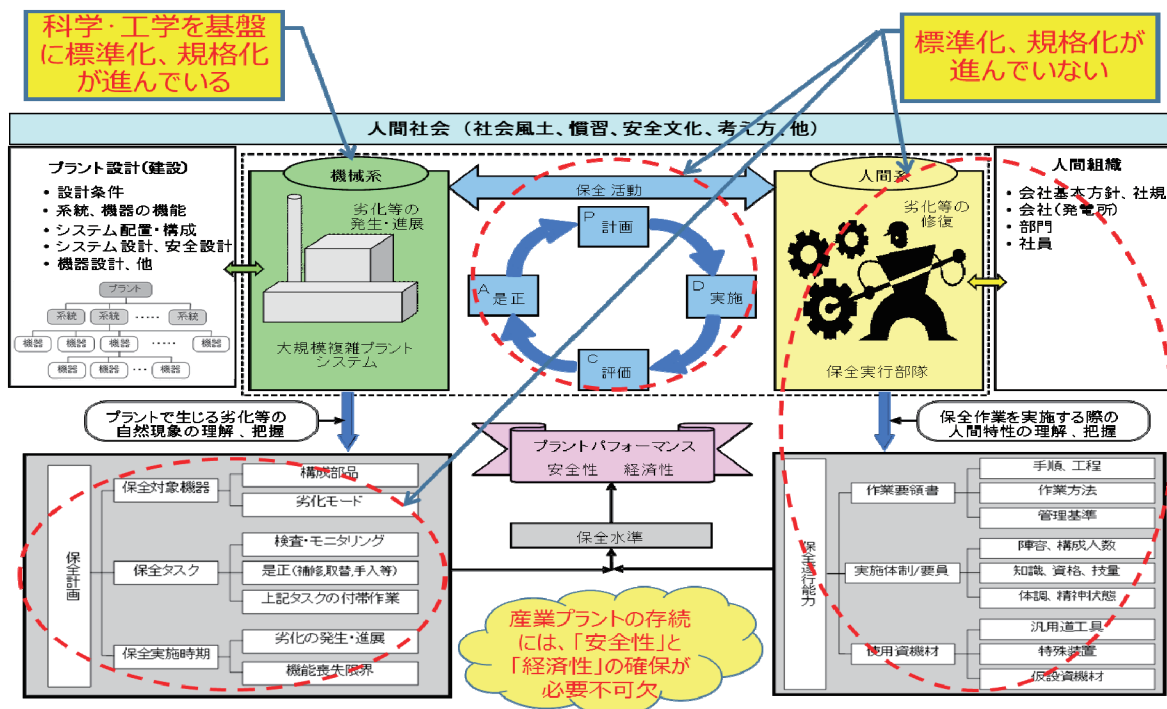 科学・工学を基盤
に標準化、規格化
が進んでいる
標準化、規格化が
進んでいない
人間社会 (社会風土、慣習、安全文化、考え方、他)
プラント設計(建設)
• 設計条件
• 系統、機器の機能
• システム配置・構成
• システム設計、安全設計
• 機器設計、他
プラント
系統 系統 ・・・・・ 系統
機器 機器 機器 ・・・・・ 機器
機器 機器 ・・・ 機器
機械系
劣化等の
発生・進展
大規模複雑プラント
システム
保全 活動
P 計画
D 実施
C 評価
A 是正
人間系
劣化等の
修復
保全実行部隊
人間組織
• 会社基本方針、社規
• 会社(発電所)
• 部門
• 社員
プラントで生じる劣化等の
自然現象の理解、把握
保全作業を実施する際の
人間特性の理解、把握
プラントパフォーマンス
安全性 経済性
保全水準
保全計画
保全対象機器
構成部品
劣化モード
保全タスク
検査・モニタリング
是正(補修,取替,手入等)
上記タスクの付帯作業
保全実施時期
劣化の発生・進展
機能喪失限界
産業プラントの存続
には、「安全性」と
「経済性」の確保が
必要不可欠
保全遂行能力
作業要領書
手順、工程
作業方法
管理基準
実施体制/要員
陣容、構成人数
知識、資格、技量
体調、精神状態
使用資機材
汎用道工具
特殊装置
仮設資機材